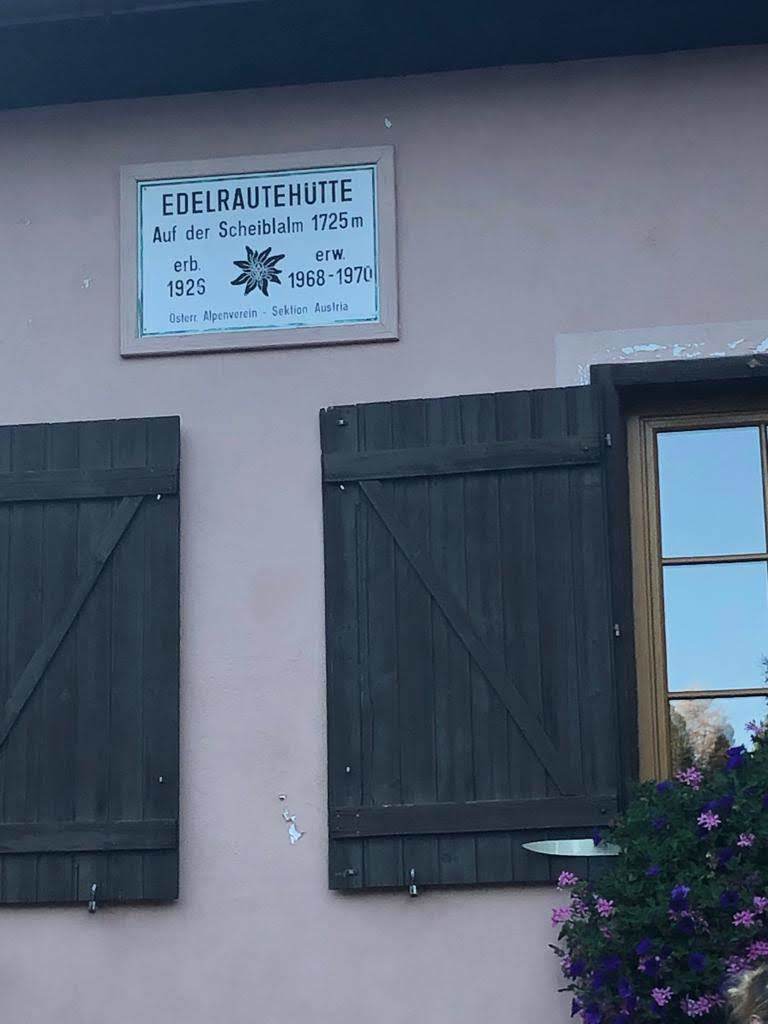 EDELRAUTEHÜTTE
Auf der Scheiblalm 1725m
erb. erw.
1926 1968-1970
Österr. Alpenverein - Sektion Austria